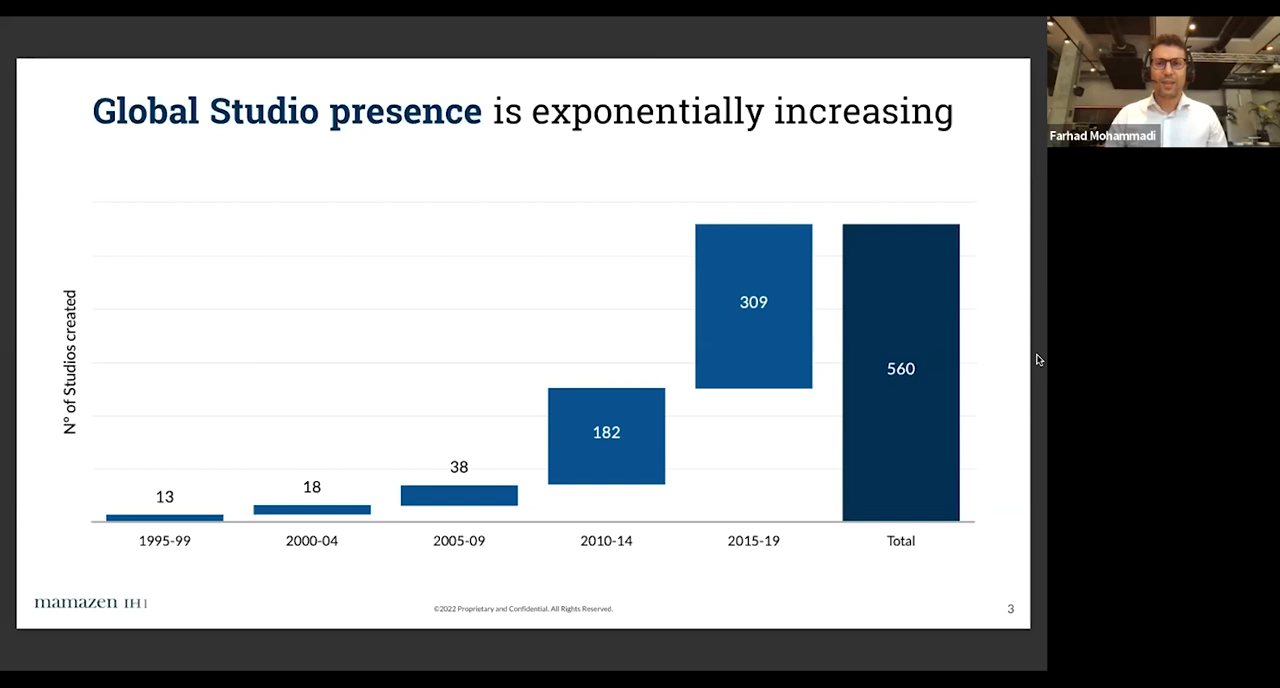 Global Studio presence is exponentially increasing
Farhad Mohammadi
N° of Studios created
13
18
38
182
309
560
1995-99
2000-04
2005-09
2010-14
2015-19
Total
mamazen
©2022 Proprietary and Confidential. All Rights Reserved.
3